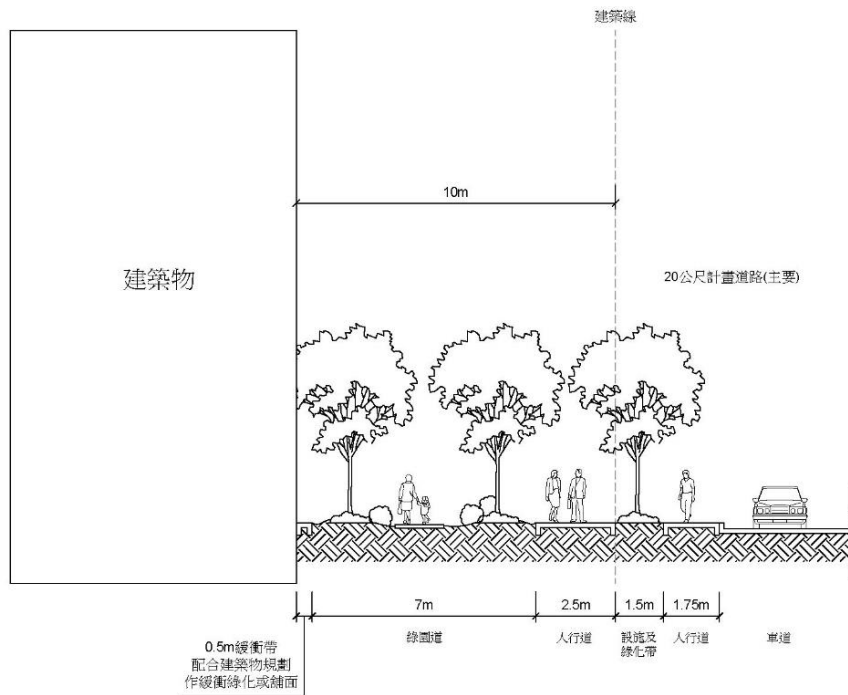 建築線
10m
建築物
20公尺計畫道路(主要)
7m
2.5m
1.5m
1.75m
綠園道
人行道
設施及
綠化帶
人行道
車道
0.5m緩衝帶
配合建築物規劃
作緩衝綠化或舖面